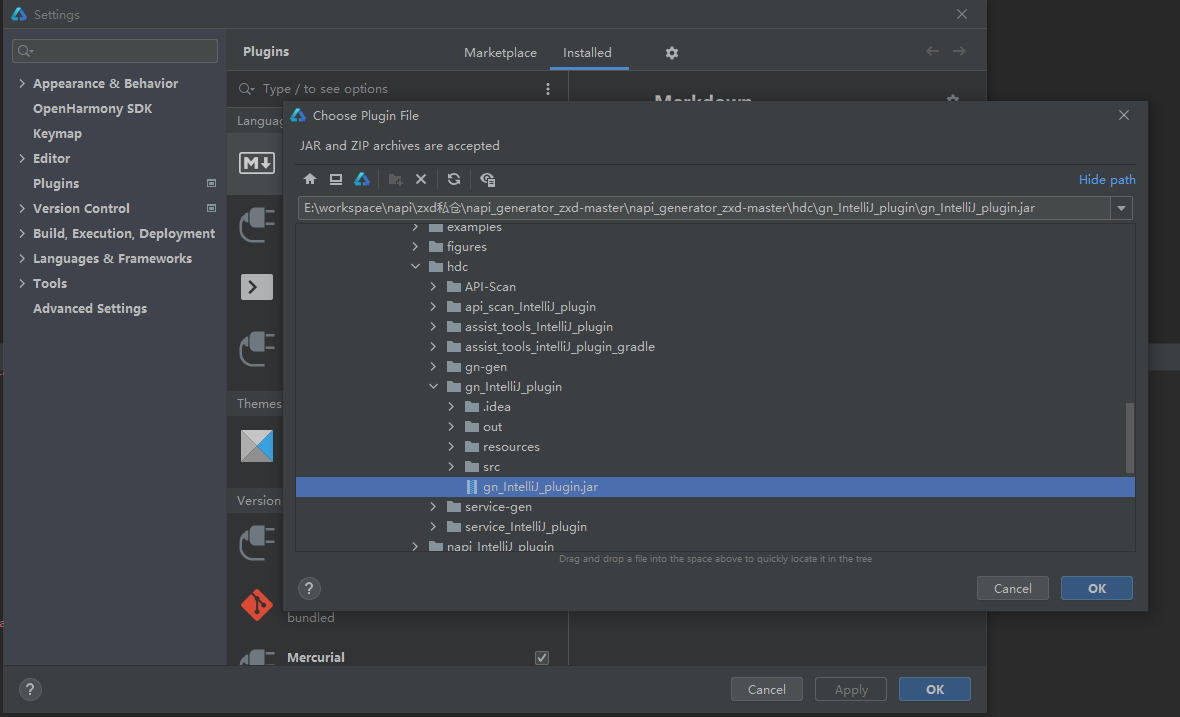 Settings
Plugins
Marketplace
Installed
Type / to see options
Appearance & Behavior
OpenHarmony SDK
Keymap
Editor
Plugins
Version Control
Build, Execution, Deployment
Languages & Frameworks
Tools
Advanced Settings
Languag
Markdown
Themes
Version
bundled
Mercurial
Choose Plugin File
JAR and ZIP archives are accepted
Hide path
E:\workspace\napi\zxd私仓\napi_generator_zxd-master\napi_generator_zxd-master\hdc\gn_IntelliJ_plugin\gn_IntelliJ_plugin.jar
examples
figures
hdc
API-Scan
api_scan_IntelliJ_plugin
assist_tools_IntelliJ_plugin
assist_tools_intelliJ_plugin_gradle
gn-gen
gn_IntelliJ_plugin
.idea
out
resources
src
gn_IntelliJ_plugin.jar
service-gen
service_IntelliJ_plugin
napi_IntelliJ_plugin
Drag and drop a file into the space above to quickly locate it in the tree
?
Cancel
OK
?
Cancel
Apply
OK